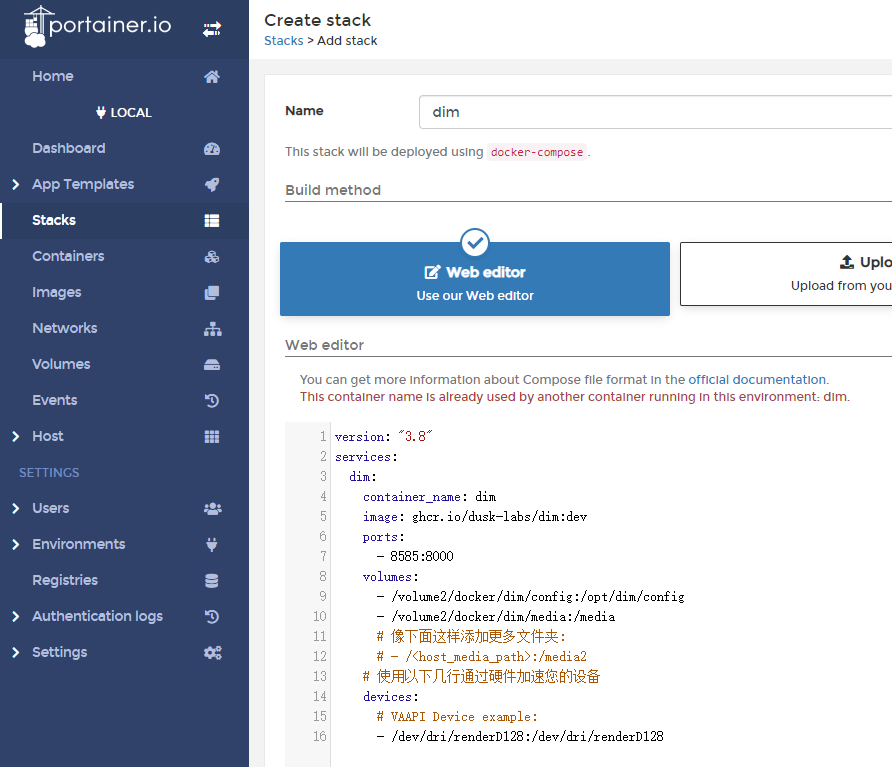 portainer.io
Home
LOCAL
Dashboard
App Templates
Stacks
Containers
Images
Networks
Volumes
Events
Host
SETTINGS
Users
Environments
Registries
Authentication logs
Settings
Create stack
Stacks > Add stack
Name
dim
This stack will be deployed using docker-compose .
Build method
Web editor
Use our Web editor
Upload from you
Web editor
You can get more information about Compose file format in the official documentation.
This container name is already used by another container running in this environment: dim.
1 version: "3.8"
2 services:
3   dim:
4     container_name: dim
5     image: ghcr.io/dusk-labs/dim:dev
6     ports:
7       - 8585:8000
8     volumes:
9       - /volume2/docker/dim/config:/opt/dim/config
10       - /volume2/docker/dim/media:/media
11       # 像下面这样添加更多文件夹:
12       # - /<host_media_path>:/media2
13     # 使用以下几行通过硬件加速您的设备
14     devices:
15       # VAAPI Device example:
16       - /dev/dri/renderD128:/dev/dri/renderD128